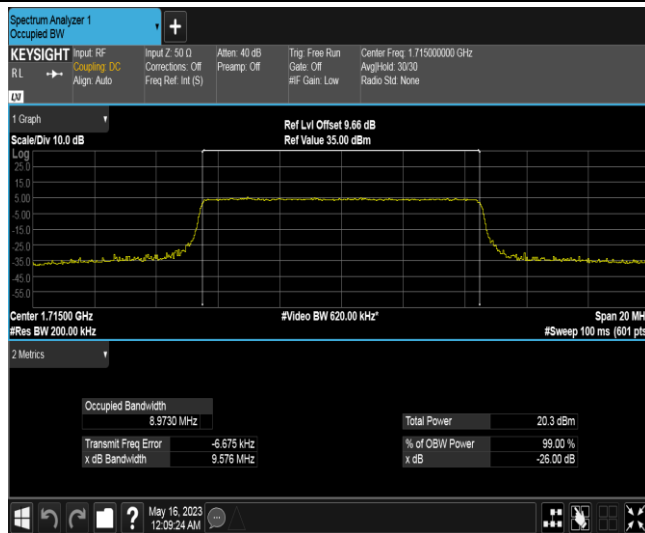 Spectrum Analyzer 1
Occupied BW
+
KEYSIGHT
RL
Input: RF
Coupling: DC
Align: Auto
Input Z: 50 Ω
Corrections: Off
Freq Ref: Int (S)
Atten: 40 dB
Preamp: Off
Trig: Free Run
Gate: Off
#IF Gain: Low
Center Freq: 1.715000000 GHz
Avg|Hold: 30/30
Radio Std: None
1 Graph
Scale/Div 10.0 dB
Ref Lvl Offset 9.66 dB
Ref Value 35.00 dBm
Log
25.0
15.0
5.00
-5.00
-15.0
-25.0
-35.0
-45.0
-55.0
Center 1.71500 GHz
#Res BW 200.00 kHz
#Video BW 620.00 kHz*
Span 20 MH
#Sweep 100 ms (601 pts
2 Metrics
Occupied Bandwidth
8.9730 MHz
Transmit Freq Error -6.675 kHz
x dB Bandwidth 9.576 MHz
Total Power 20.3 dBm
% of OBW Power 99.00 %
x dB -26.00 dB
?
May 16, 2023
12:09:24 AM